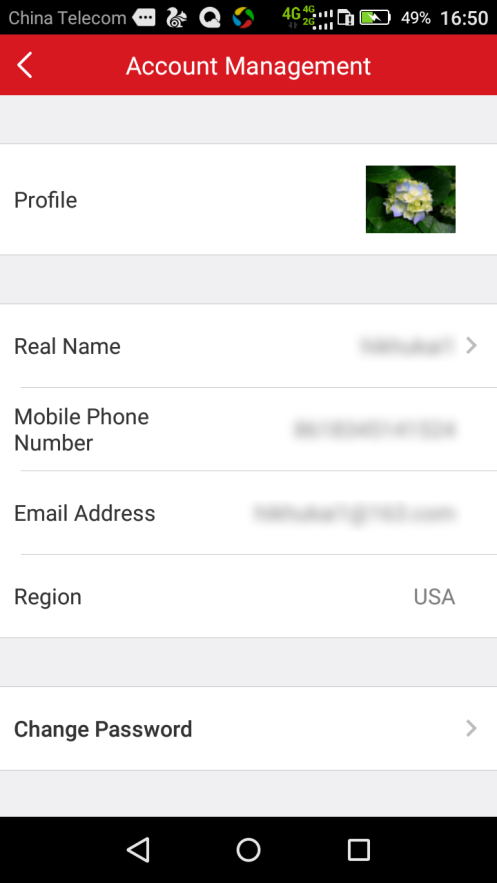 China Telecom 4G 4G 2G 49% 16:50
Account Management
Profile
Real Name
Mobile Phone
Number
Email Address
Region USA
Change Password